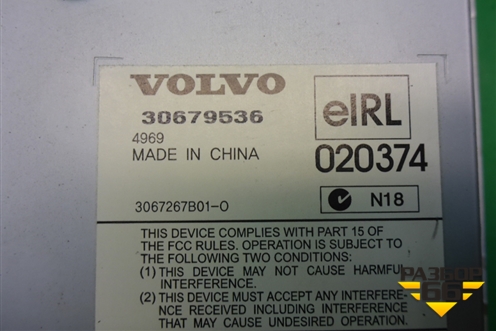 VOLVO
30679536
4969
MADE IN CHINA
eIRL
020374
3067267B01-O
N18
THIS DEVICE COMPLIES WITH PART 15 OF
THE FCC RULES. OPERATION IS SUBJECT TO
THE FOLLOWING TWO CONDITIONS:
(1) THIS DEVICE MAY NOT CAUSE HARMFUL
INTERFERENCE.
(2) THIS DEVICE MUST ACCEPT ANY INTERFERE-
NCE RECEIVED INCLUDING INTERFERENCE
THAT MAY CAUSE UNDESIRED OPERATION.
РАЗБОР
66